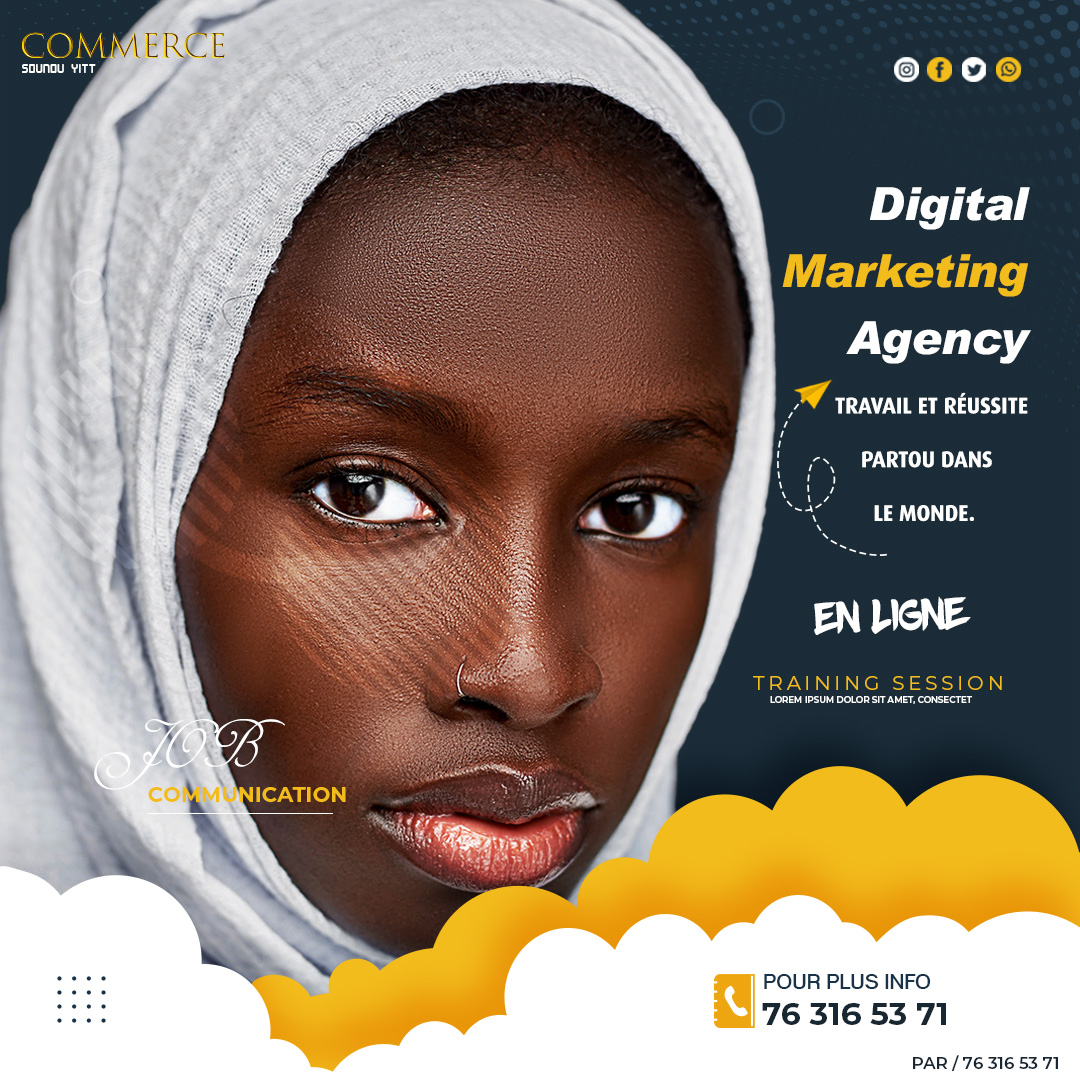 COMMERCE
SOUNOU YITT
Digital
Marketing
Agency
TRAVAIL ET RÉUSSITE
PARTOU DANS
LE MONDE.
EN LIGNE
TRAINING SESSION
LOREM IPSUM DOLOR SIT AMET, CONSECTET
JOB
COMMUNICATION
POUR PLUS INFO
76 316 53 71
PAR / 76 316 53 71